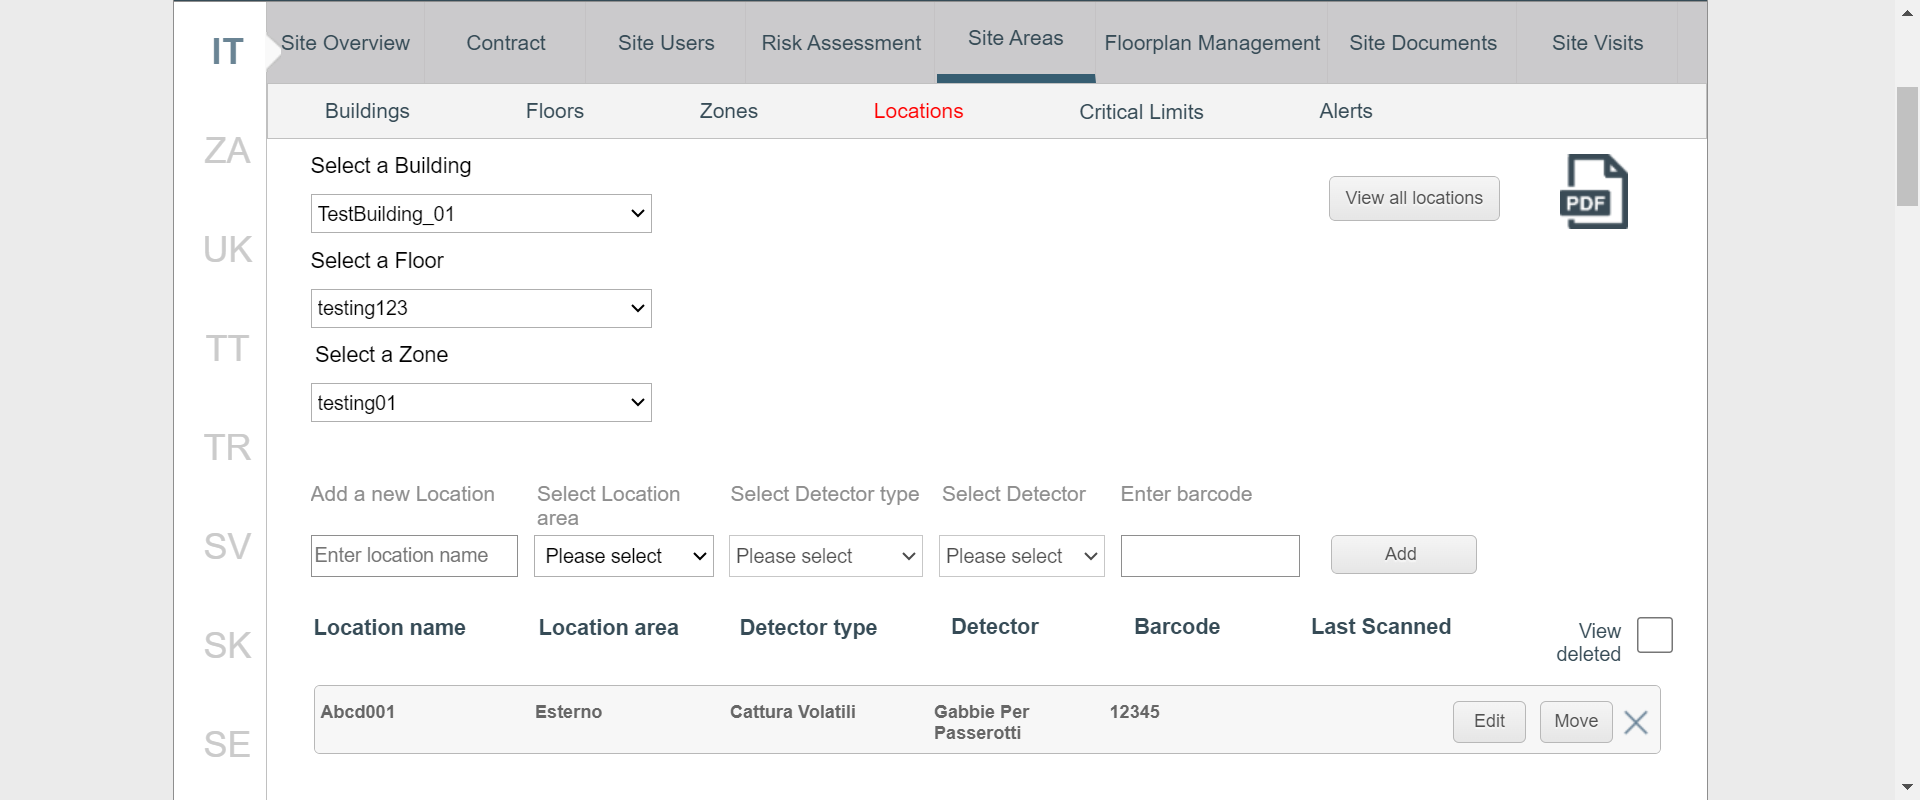 IT
ZA
UK
TT
TR
SV
SK
SE
Site Overview Contract Site Users Risk Assessment Site Areas Floorplan Management Site Documents Site Visits
Buildings Floors Zones Locations Critical Limits Alerts
Select a Building
TestBuilding_01
View all locations
PDF
Select a Floor
testing123
Select a Zone
testing01
Add a new Location Select Location area Select Detector type Select Detector Enter barcode
Enter location name Please select Please select Please select Add
Location name Location area Detector type Detector Barcode Last Scanned View deleted
Abcd001 Esterno Cattura Volatili Gabbie Per Passerotti 12345 Edit Move